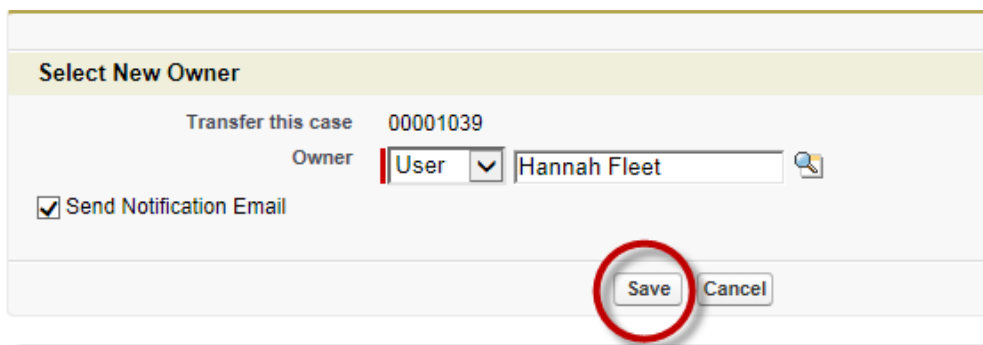 Select New Owner
Transfer this case 00001039
Owner User Hannah Fleet
Send Notification Email
Save Cancel